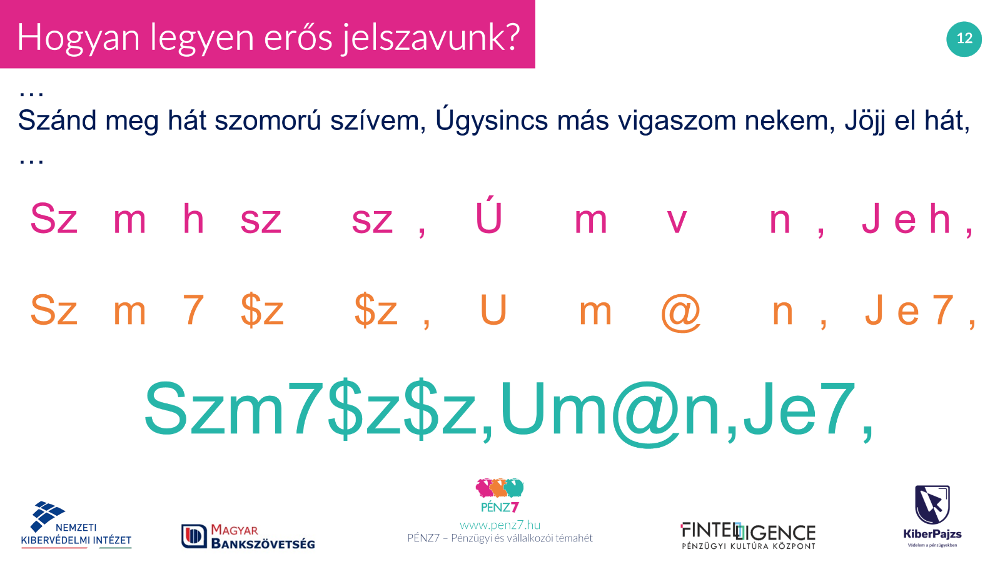 Hogyan legyen erős jelszavunk?
12
…
Szánd meg hát szomorú szívem, Úgysincs más vigaszom nekem, Jöjj el hát,
…
Sz m h sz sz , Ú m v n , J e h ,
Sz m 7 $z $z , U m @ n , J e 7 ,
Szm7$z$z,Um@n,Je7,
NEMZETI
KIBERVÉDELMI INTÉZET
MAGYAR
BANKSZÖVETSÉG
PÉNZ7
www.penz7.hu
PÉNZ7 – Pénzügyi és vállalkozói témahét
FINTELLIGENCE
PÉNZÜGYI KULTÚRA KÖZPONT
KiberPajzs
Védelem a pénzügyekben